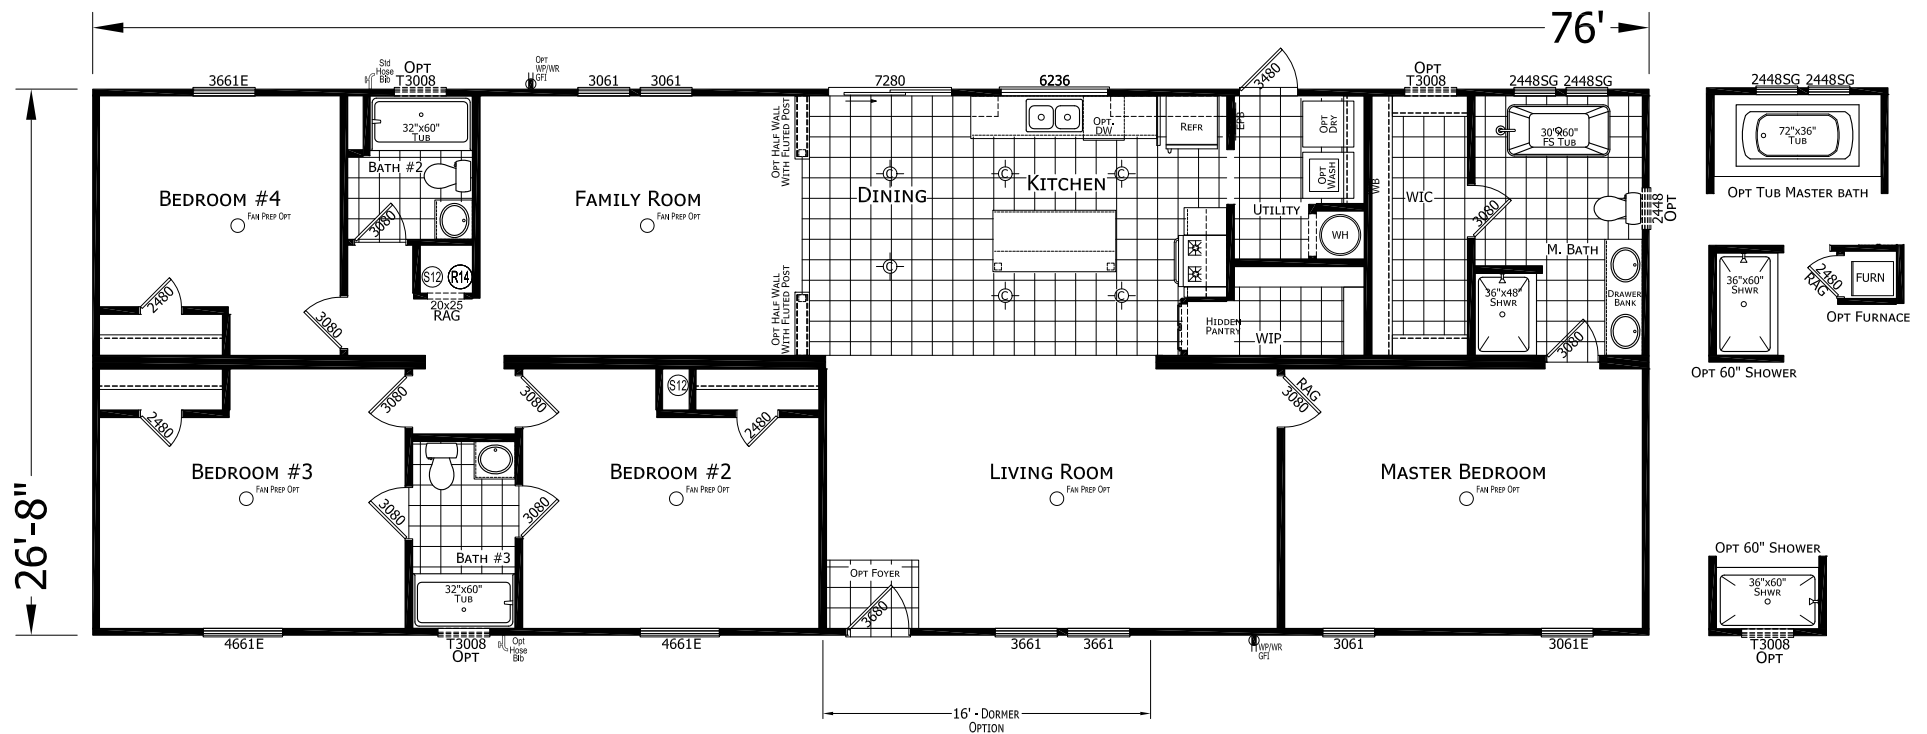 76'
3661E
Std
Hose
Bib
OPT
T3008
OPT
WP/WR
GFI
3061 3061
7280
6236
3480
OPT
T3008
2448SG 2448SG
2448SG 2448SG
32"x60"
TUB
BATH #2
3080
BEDROOM #4
FAN PREP OPT
2480
3080
S12
R14
20x25
RAG
FAMILY ROOM
FAN PREP OPT
OPT HALF WALL
WITH FLUTED POST
OPT HALF WALL
WITH FLUTED POST
DINING
KITCHEN
OPT.
DW
REFR
EPB
OPT
DRY
OPT
WASH
UTILITY
WH
HIDDEN
PANTRY
WIP
WB
WIC
3080
30"x60"
FS TUB
2448
OPT
M. BATH
36"x48"
SHWR
DRAWER
BANK
3080
72"x36"
TUB
OPT TUB MASTER BATH
36"x60"
SHWR
OPT 60" SHOWER
2480
RAG
FURN
OPT FURNACE
26'-8"
2480
3080
3080
S12
2480
RAG
3080
BEDROOM #3
FAN PREP OPT
3080
3080
BATH #3
32"x60"
TUB
BEDROOM #2
FAN PREP OPT
LIVING ROOM
FAN PREP OPT
MASTER BEDROOM
FAN PREP OPT
OPT FOYER
3680
OPT 60" SHOWER
36"x60"
SHWR
T3008
OPT
4661E
T3008
OPT
Opt
Hose
Bib
4661E
3661
3661
WP/WR
GFI
3061
3061E
16' - DORMER
OPTION